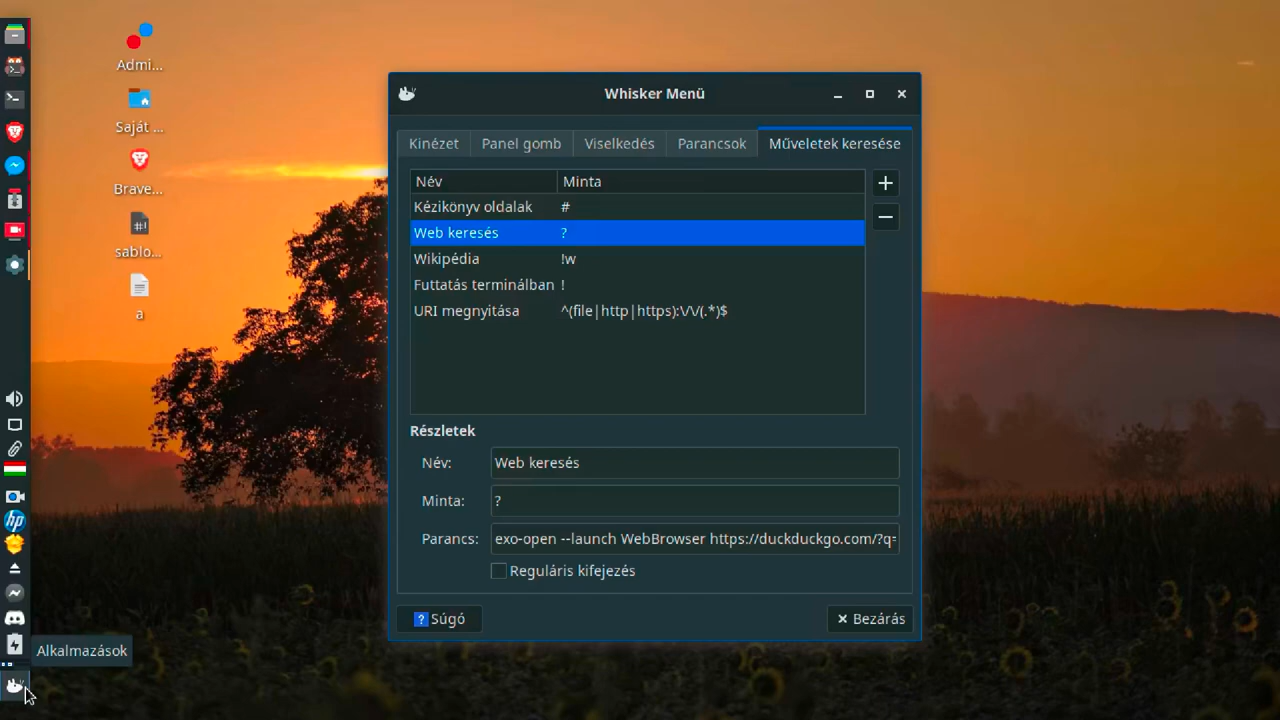 Admi...
Saját ...
Brave...
sablo...
a
Whisker Menü
Kinézet Panel gomb Viselkedés Parancsok Műveletek keresése
Név Minta
Kézikönyv oldalak #
Web keresés ?
Wikipédia !w
Futtatás terminálban !
URI megnyitása ^(file|http|https):\/\/(.*)$
Részletek
Név: Web keresés
Minta: ?
Parancs: exo-open --launch WebBrowser https://duckduckgo.com/?q=
Reguláris kifejezés
? Súgó
Bezárás
hp
Alkalmazások